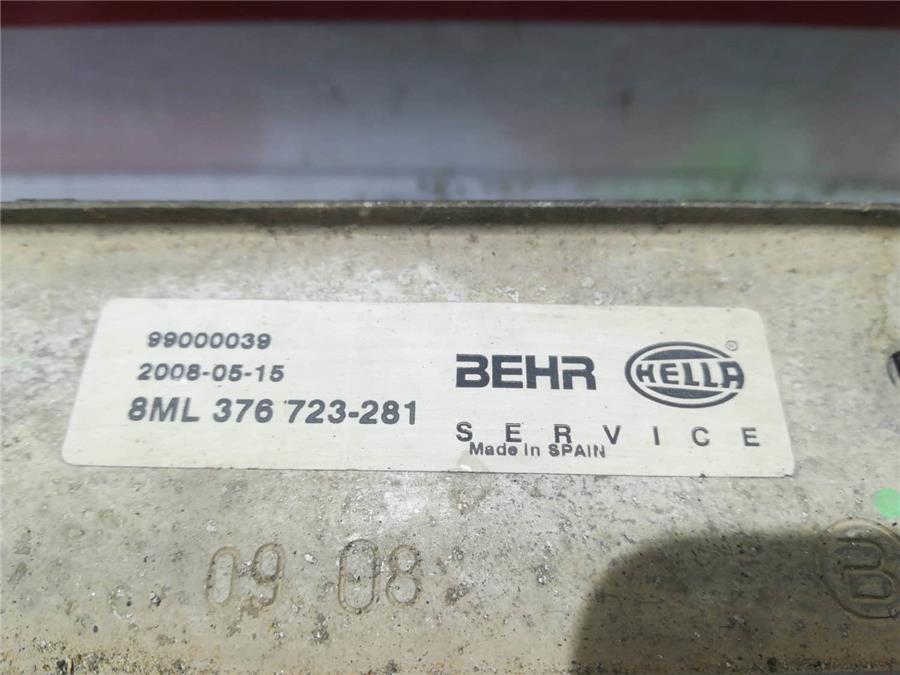 99000039
2008-05-15
8ML 376 723-281
BEHR HELLA®
SERVICE
Made in SPAIN
09 08
B